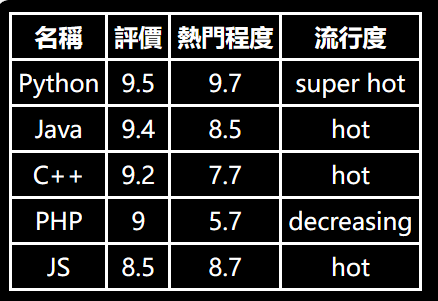 名稱 評價 熱門程度 流行度
Python 9.5 9.7 super hot
Java 9.4 8.5 hot
C++ 9.2 7.7 hot
PHP 9 5.7 decreasing
JS 8.5 8.7 hot